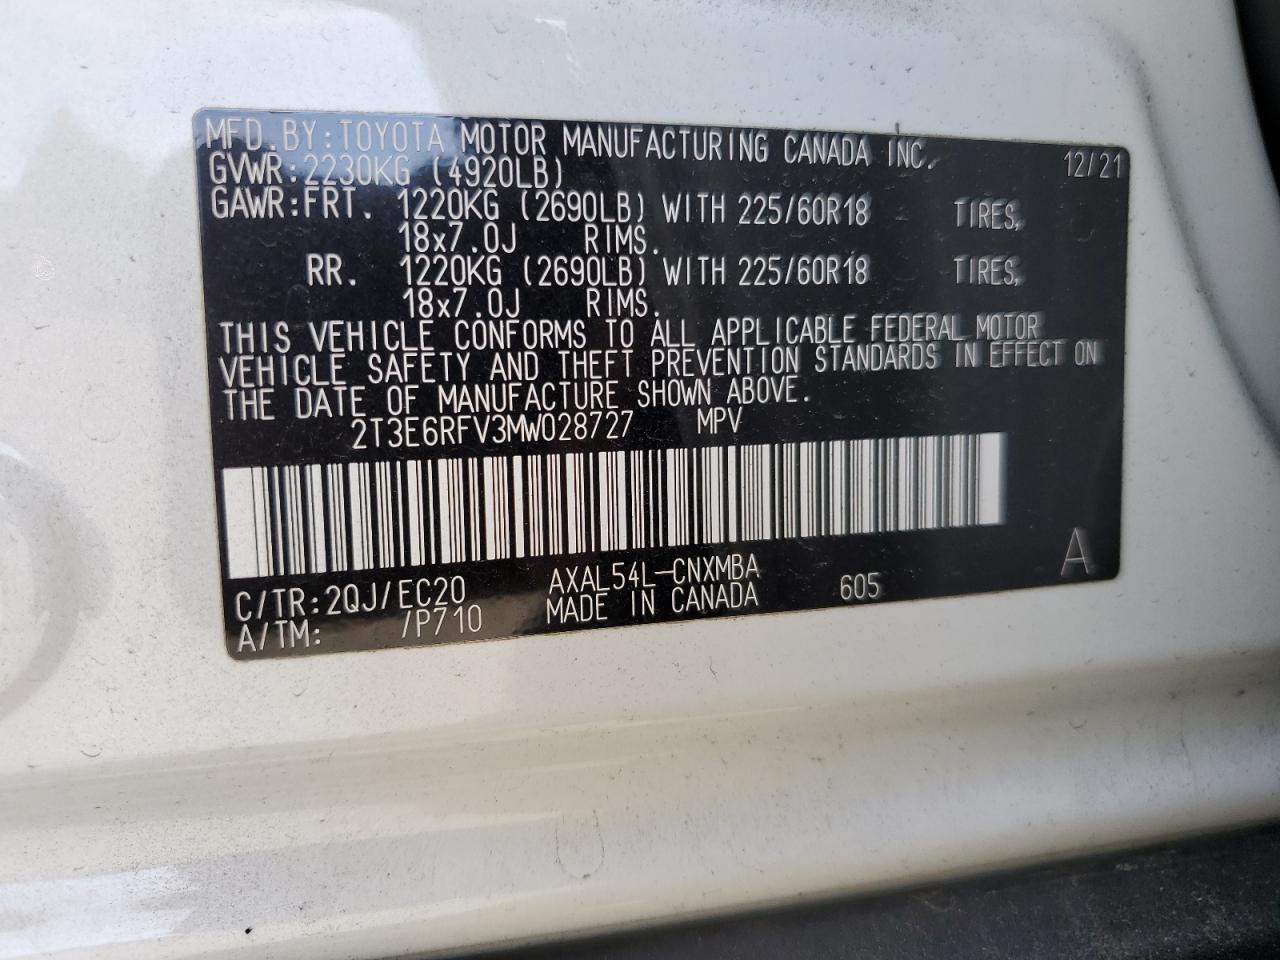 MFD. BY: TOYOTA MOTOR MANUFACTURING CANADA INC. 12/21
GVWR: 2230KG (4920LB)
GAWR: FRT. 1220KG (2690LB) WITH 225/60R18 TIRES,
18x7.0J RIMS.
RR. 1220KG (2690LB) WITH 225/60R18 TIRES,
18x7.0J RIMS.
THIS VEHICLE CONFORMS TO ALL APPLICABLE FEDERAL MOTOR
VEHICLE SAFETY AND THEFT PREVENTION STANDARDS IN EFFECT ON
THE DATE OF MANUFACTURE SHOWN ABOVE.
2T3E6RFV3MW028727 MPV
C/TR: 2QJ/EC20 AXAL54L-CNXMBA 605 A
A/TM: /P710 MADE IN CANADA